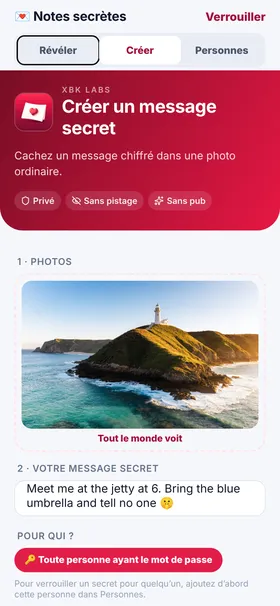 💌 Notes secrètes
Verrouiller
Révéler
Créer
Personnes
XBK LABS
Créer un message
secret
Cachez un message chiffré dans une photo
ordinaire.
Privé
Sans pistage
Sans pub
1 · PHOTOS
Tout le monde voit
2 · VOTRE MESSAGE SECRET
Meet me at the jetty at 6. Bring the blue
umbrella and tell no one 🤫
POUR QUI ?
🔑 Toute personne ayant le mot de passe
Pour verrouiller un secret pour quelqu'un, ajoutez d'abord
cette personne dans Personnes.